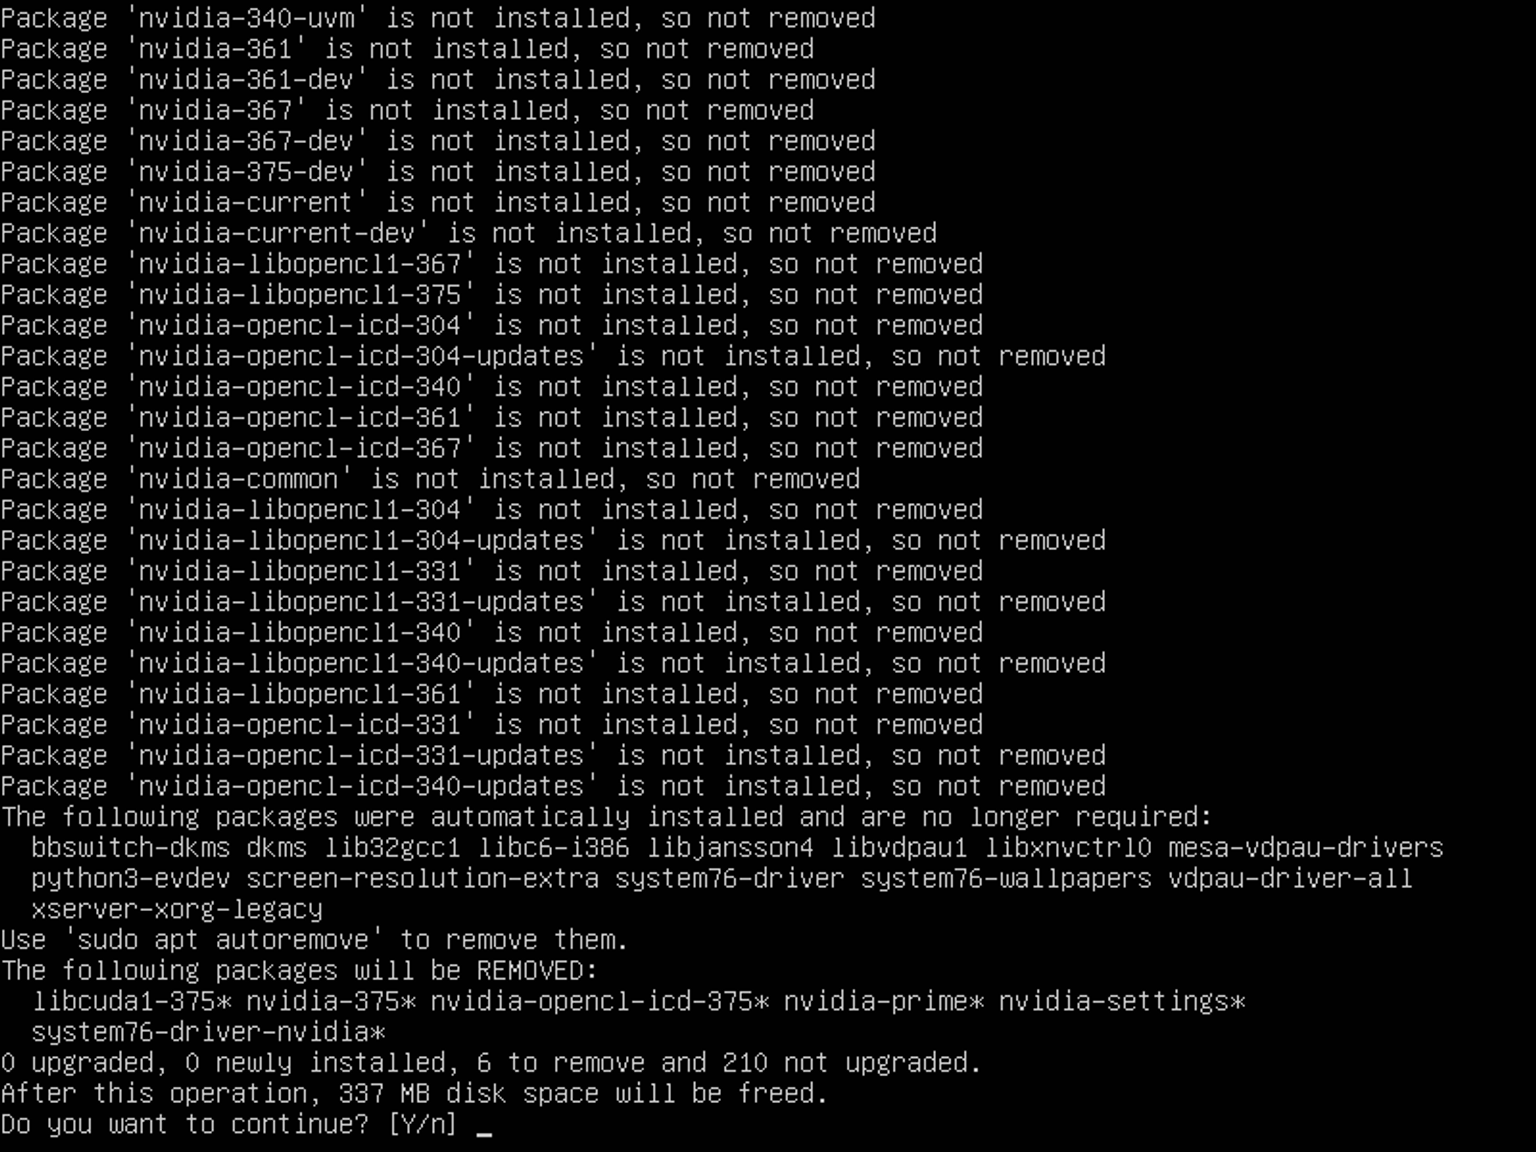 Package 'nvidia-340-uvm' is not installed, so not removed
Package 'nvidia-361' is not installed, so not removed
Package 'nvidia-361-dev' is not installed, so not removed
Package 'nvidia-367' is not installed, so not removed
Package 'nvidia-367-dev' is not installed, so not removed
Package 'nvidia-375-dev' is not installed, so not removed
Package 'nvidia-current' is not installed, so not removed
Package 'nvidia-current-dev' is not installed, so not removed
Package 'nvidia-libopencl1-367' is not installed, so not removed
Package 'nvidia-libopencl1-375' is not installed, so not removed
Package 'nvidia-opencl-icd-304' is not installed, so not removed
Package 'nvidia-opencl-icd-304-updates' is not installed, so not removed
Package 'nvidia-opencl-icd-340' is not installed, so not removed
Package 'nvidia-opencl-icd-361' is not installed, so not removed
Package 'nvidia-opencl-icd-367' is not installed, so not removed
Package 'nvidia-common' is not installed, so not removed
Package 'nvidia-libopencl1-304' is not installed, so not removed
Package 'nvidia-libopencl1-304-updates' is not installed, so not removed
Package 'nvidia-libopencl1-331' is not installed, so not removed
Package 'nvidia-libopencl1-331-updates' is not installed, so not removed
Package 'nvidia-libopencl1-340' is not installed, so not removed
Package 'nvidia-libopencl1-340-updates' is not installed, so not removed
Package 'nvidia-libopencl1-361' is not installed, so not removed
Package 'nvidia-opencl-icd-331' is not installed, so not removed
Package 'nvidia-opencl-icd-331-updates' is not installed, so not removed
Package 'nvidia-opencl-icd-340-updates' is not installed, so not removed
The following packages were automatically installed and are no longer required:
  bbswitch-dkms dkms lib32gcc1 libc6-i386 libjansson4 libvdpau1 libxnvctrl0 mesa-vdpau-drivers
  python3-evdev screen-resolution-extra system76-driver system76-wallpapers vdpau-driver-all
  xserver-xorg-legacy
Use 'sudo apt autoremove' to remove them.
The following packages will be REMOVED:
  libcuda1-375* nvidia-375* nvidia-opencl-icd-375* nvidia-prime* nvidia-settings*
  system76-driver-nvidia*
0 upgraded, 0 newly installed, 6 to remove and 210 not upgraded.
After this operation, 337 MB disk space will be freed.
Do you want to continue? [Y/n] _